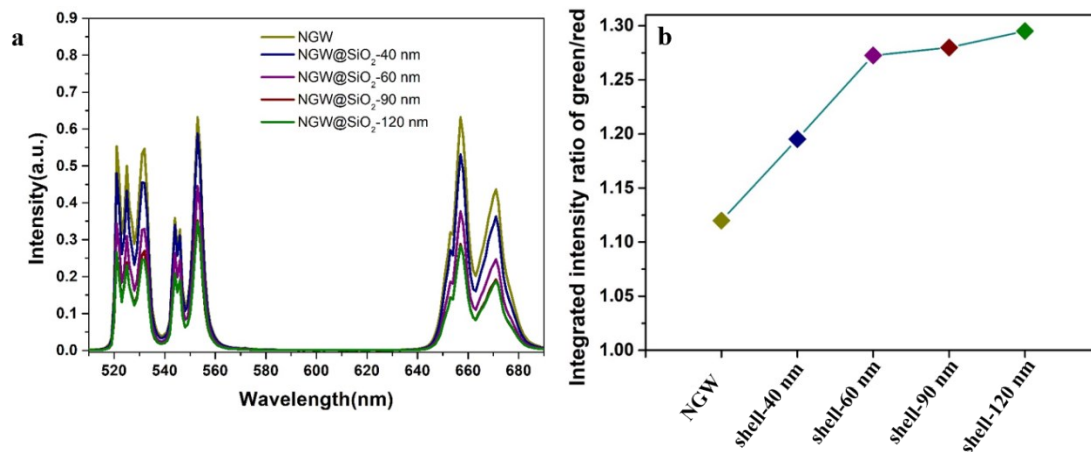 a
NGW
NGW@SiO₂-40 nm
NGW@SiO₂-60 nm
NGW@SiO₂-90 nm
NGW@SiO₂-120 nm
Intensity(a.u.)
0.9
0.8
0.7
0.6
0.5
0.4
0.3
0.2
0.1
0.0
520 540 560 580 600 620 640 660 680
Wavelength(nm)
b
Integrated intensity ratio of green/red
1.30
1.25
1.20
1.15
1.10
1.05
1.00
NGW
shell-40 nm
shell-60 nm
shell-90 nm
shell-120 nm